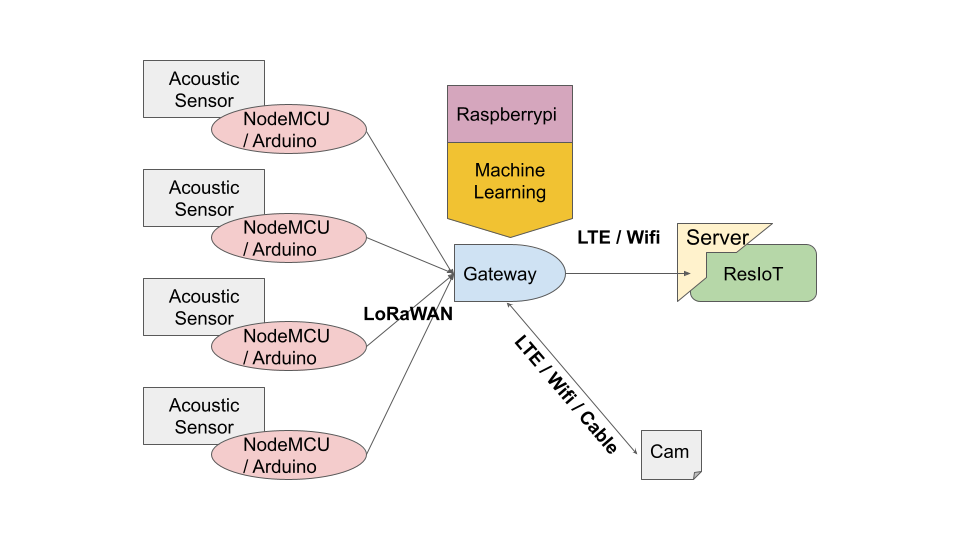 Acoustic
Sensor
NodeMCU
/ Arduino
Acoustic
Sensor
NodeMCU
/ Arduino
Acoustic
Sensor
NodeMCU
/ Arduino
Acoustic
Sensor
NodeMCU
/ Arduino
LoRaWAN
Raspberrypi
Machine
Learning
Gateway
LTE / Wifi
Server
ResIoT
LTE / Wifi / Cable
Cam